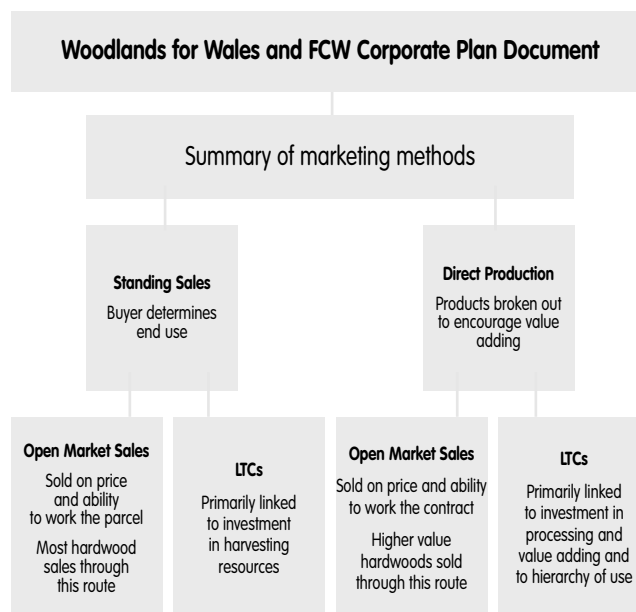 Woodlands for Wales and FCW Corporate Plan Document
Summary of marketing methods
Standing Sales
Buyer determines
end use
Direct Production
Products broken out
to encourage value
adding
Open Market Sales
Sold on price
and ability
to work the parcel
Most hardwood
sales through
this route
LTCs
Primarily linked
to investment
in harvesting
resources
Open Market Sales
Sold on price and ability
to work the contract
Higher value
hardwoods sold
through this route
LTCs
Primarily linked
to investment in
processing and
value adding and
to hierarchy of use